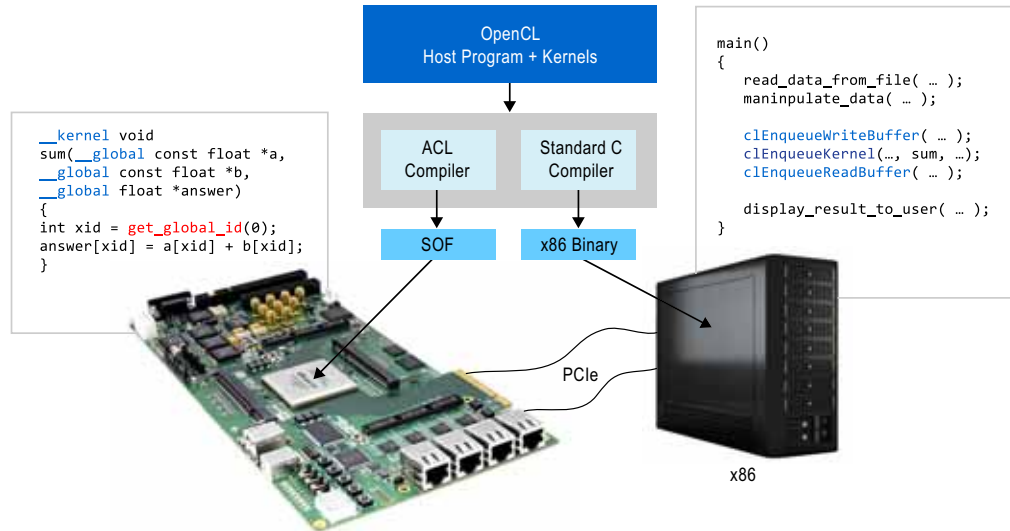 OpenCL
Host Program + Kernels
ACL
Compiler
Standard C
Compiler
SOF
x86 Binary
__kernel void
sum(__global const float *a,
__global const float *b,
__global float *answer)
{
int xid = get_global_id(0);
answer[xid] = a[xid] + b[xid];
}
main()
{
read_data_from_file( … );
maninpulate_data( … );
clEnqueueWriteBuffer( … );
clEnqueueKernel(…, sum, …);
clEnqueueReadBuffer( … );
display_result_to_user( … );
}
PCIe
x86